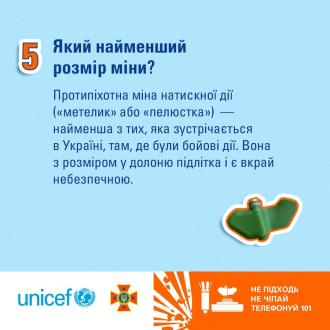 5
Який найменший
розмір міни?
Протипіхотна міна натискної дії
(«метелик» або «пелюстка») —
найменша з тих, яка зустрічається
в Україні, там, де були бойові дії. Вона
з розміром у долоню підлітка і є вкрай
небезпечною.
unicef
НЕ ПІДХОДЬ
НЕ ЧІПАЙ
ТЕЛЕФОНУЙ 101